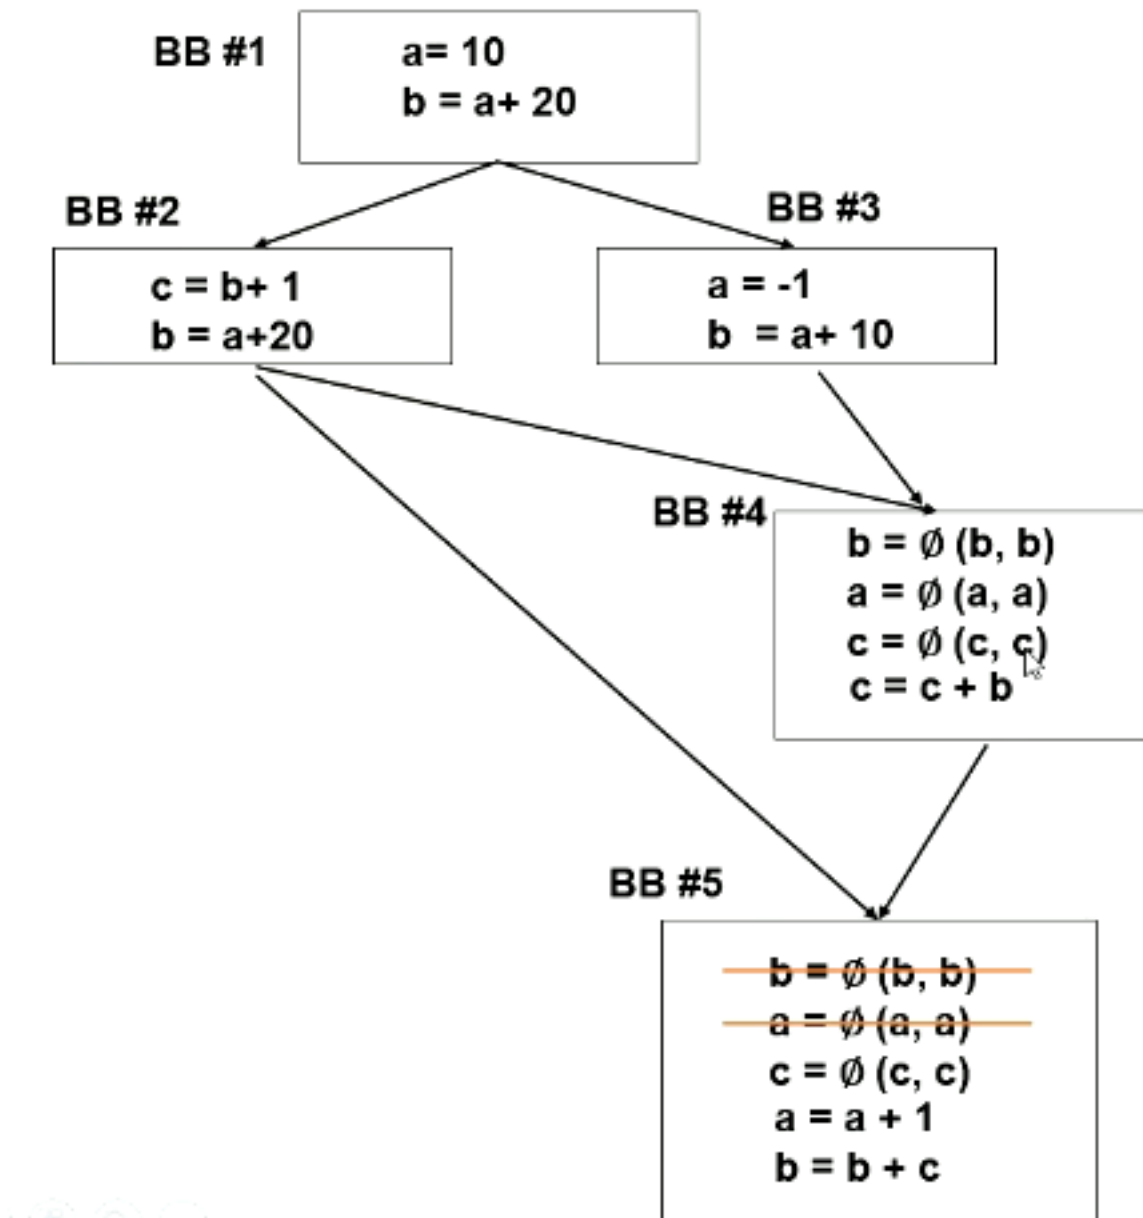 BB #1
a= 10
b = a+ 20
BB #2
BB #3
c = b+ 1
b = a+20
a = -1
b = a+ 10
BB #4
b = ∅ (b, b)
a = ∅ (a, a)
c = ∅ (c, c)
c = c + b
BB #5
b = ∅ (b, b)
a = ∅ (a, a)
c = ∅ (c, c)
a = a + 1
b = b + c